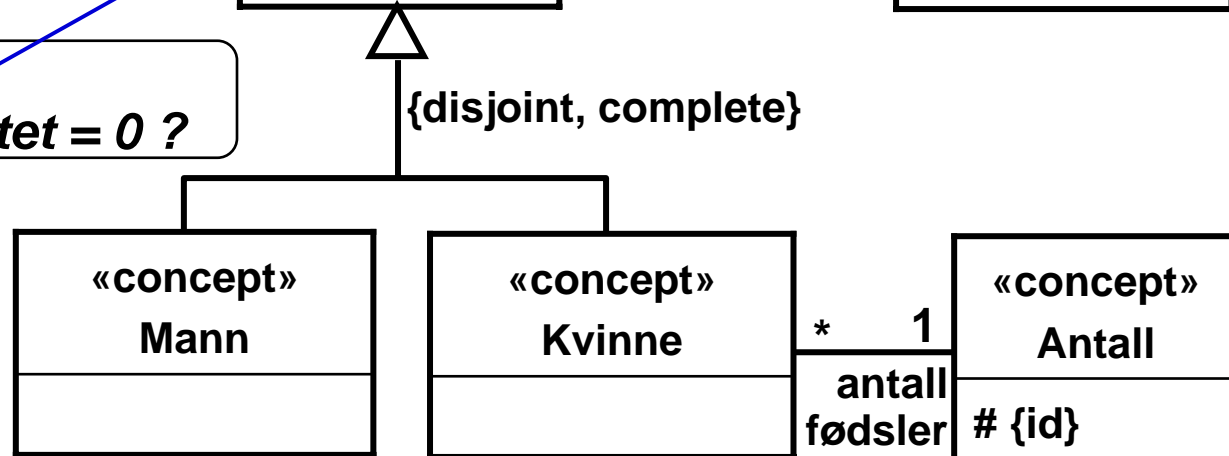 {disjoint, complete}
tet = 0 ?
«concept»
Mann
«concept»
Kvinne
* 1
antall
fødsler
«concept»
Antall
# {id}